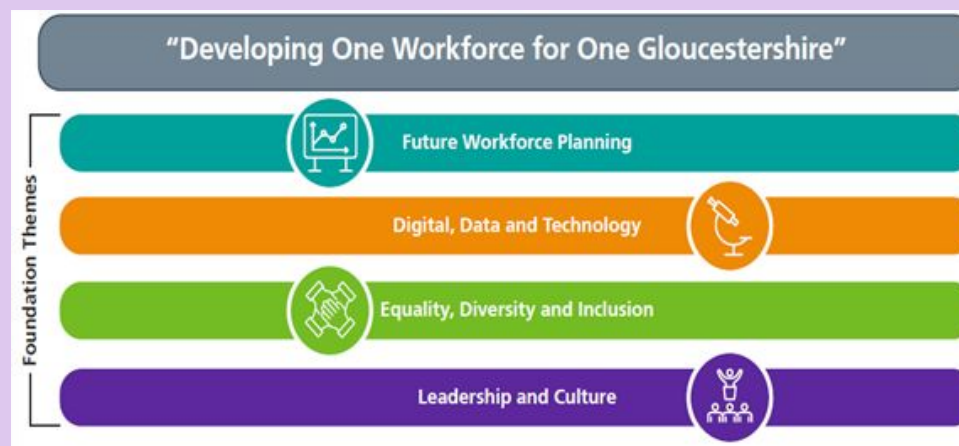 “Developing One Workforce for One Gloucestershire”
Foundation Themes
Future Workforce Planning
Digital, Data and Technology
Equality, Diversity and Inclusion
Leadership and Culture